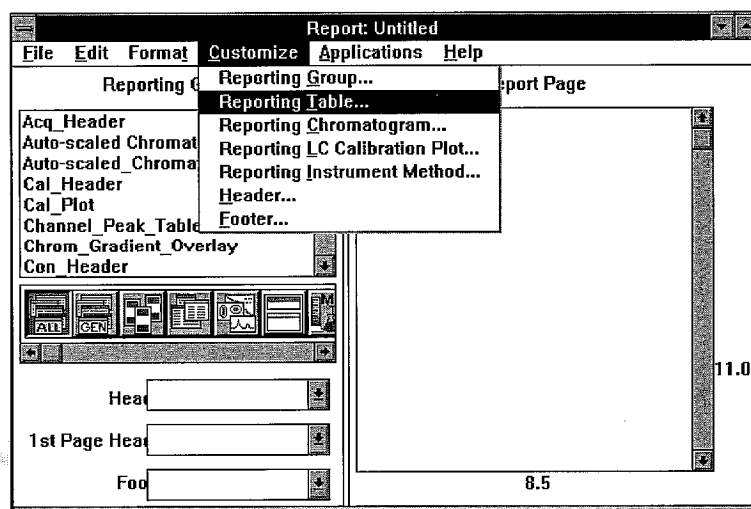 Report: Untitled
File Edit Format Customize Applications Help
Reporting G
Reporting Group...
Reporting Table...
Reporting Chromatogram...
Reporting LC Calibration Plot...
Reporting Instrument Method...
Header...
Footer...
port Page
Acq_Header
Auto-scaled Chromat
Auto-scaled_Chroma
Cal_Header
Cal_Plot
Channel_Peak_Table
Chrom_Gradient_Overlay
Con_Header
ALL GEN M
Head
1st Page Head
Foo
11.0
8.5